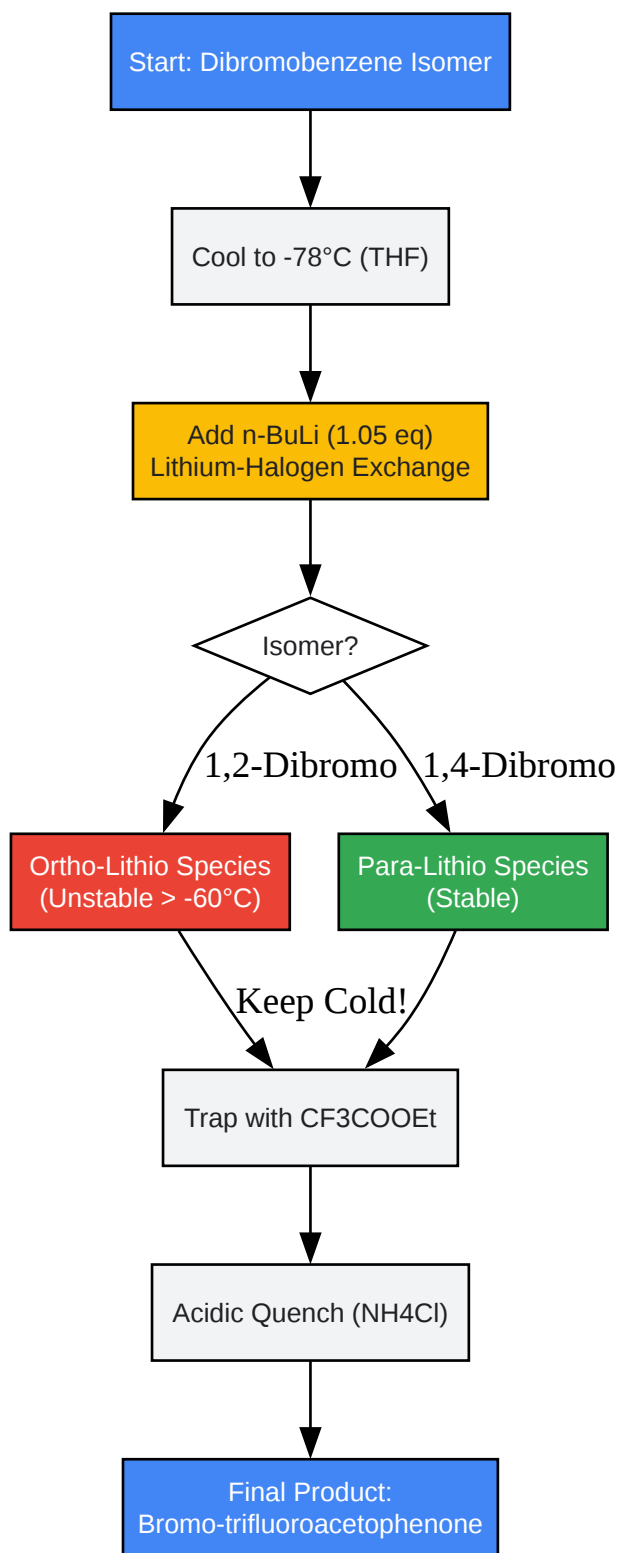 Start: Dibromobenzene Isomer
Cool to -78°C (THF)
Add n-BuLi (1.05 eq)
Lithium-Halogen Exchange
Isomer?
1,2-Dibromo
1,4-Dibromo
Ortho-Lithio Species
(Unstable > -60°C)
Para-Lithio Species
(Stable)
Keep Cold!
Trap with CF3COOEt
Acidic Quench (NH4Cl)
Final Product:
Bromo-trifluoroacetophenone